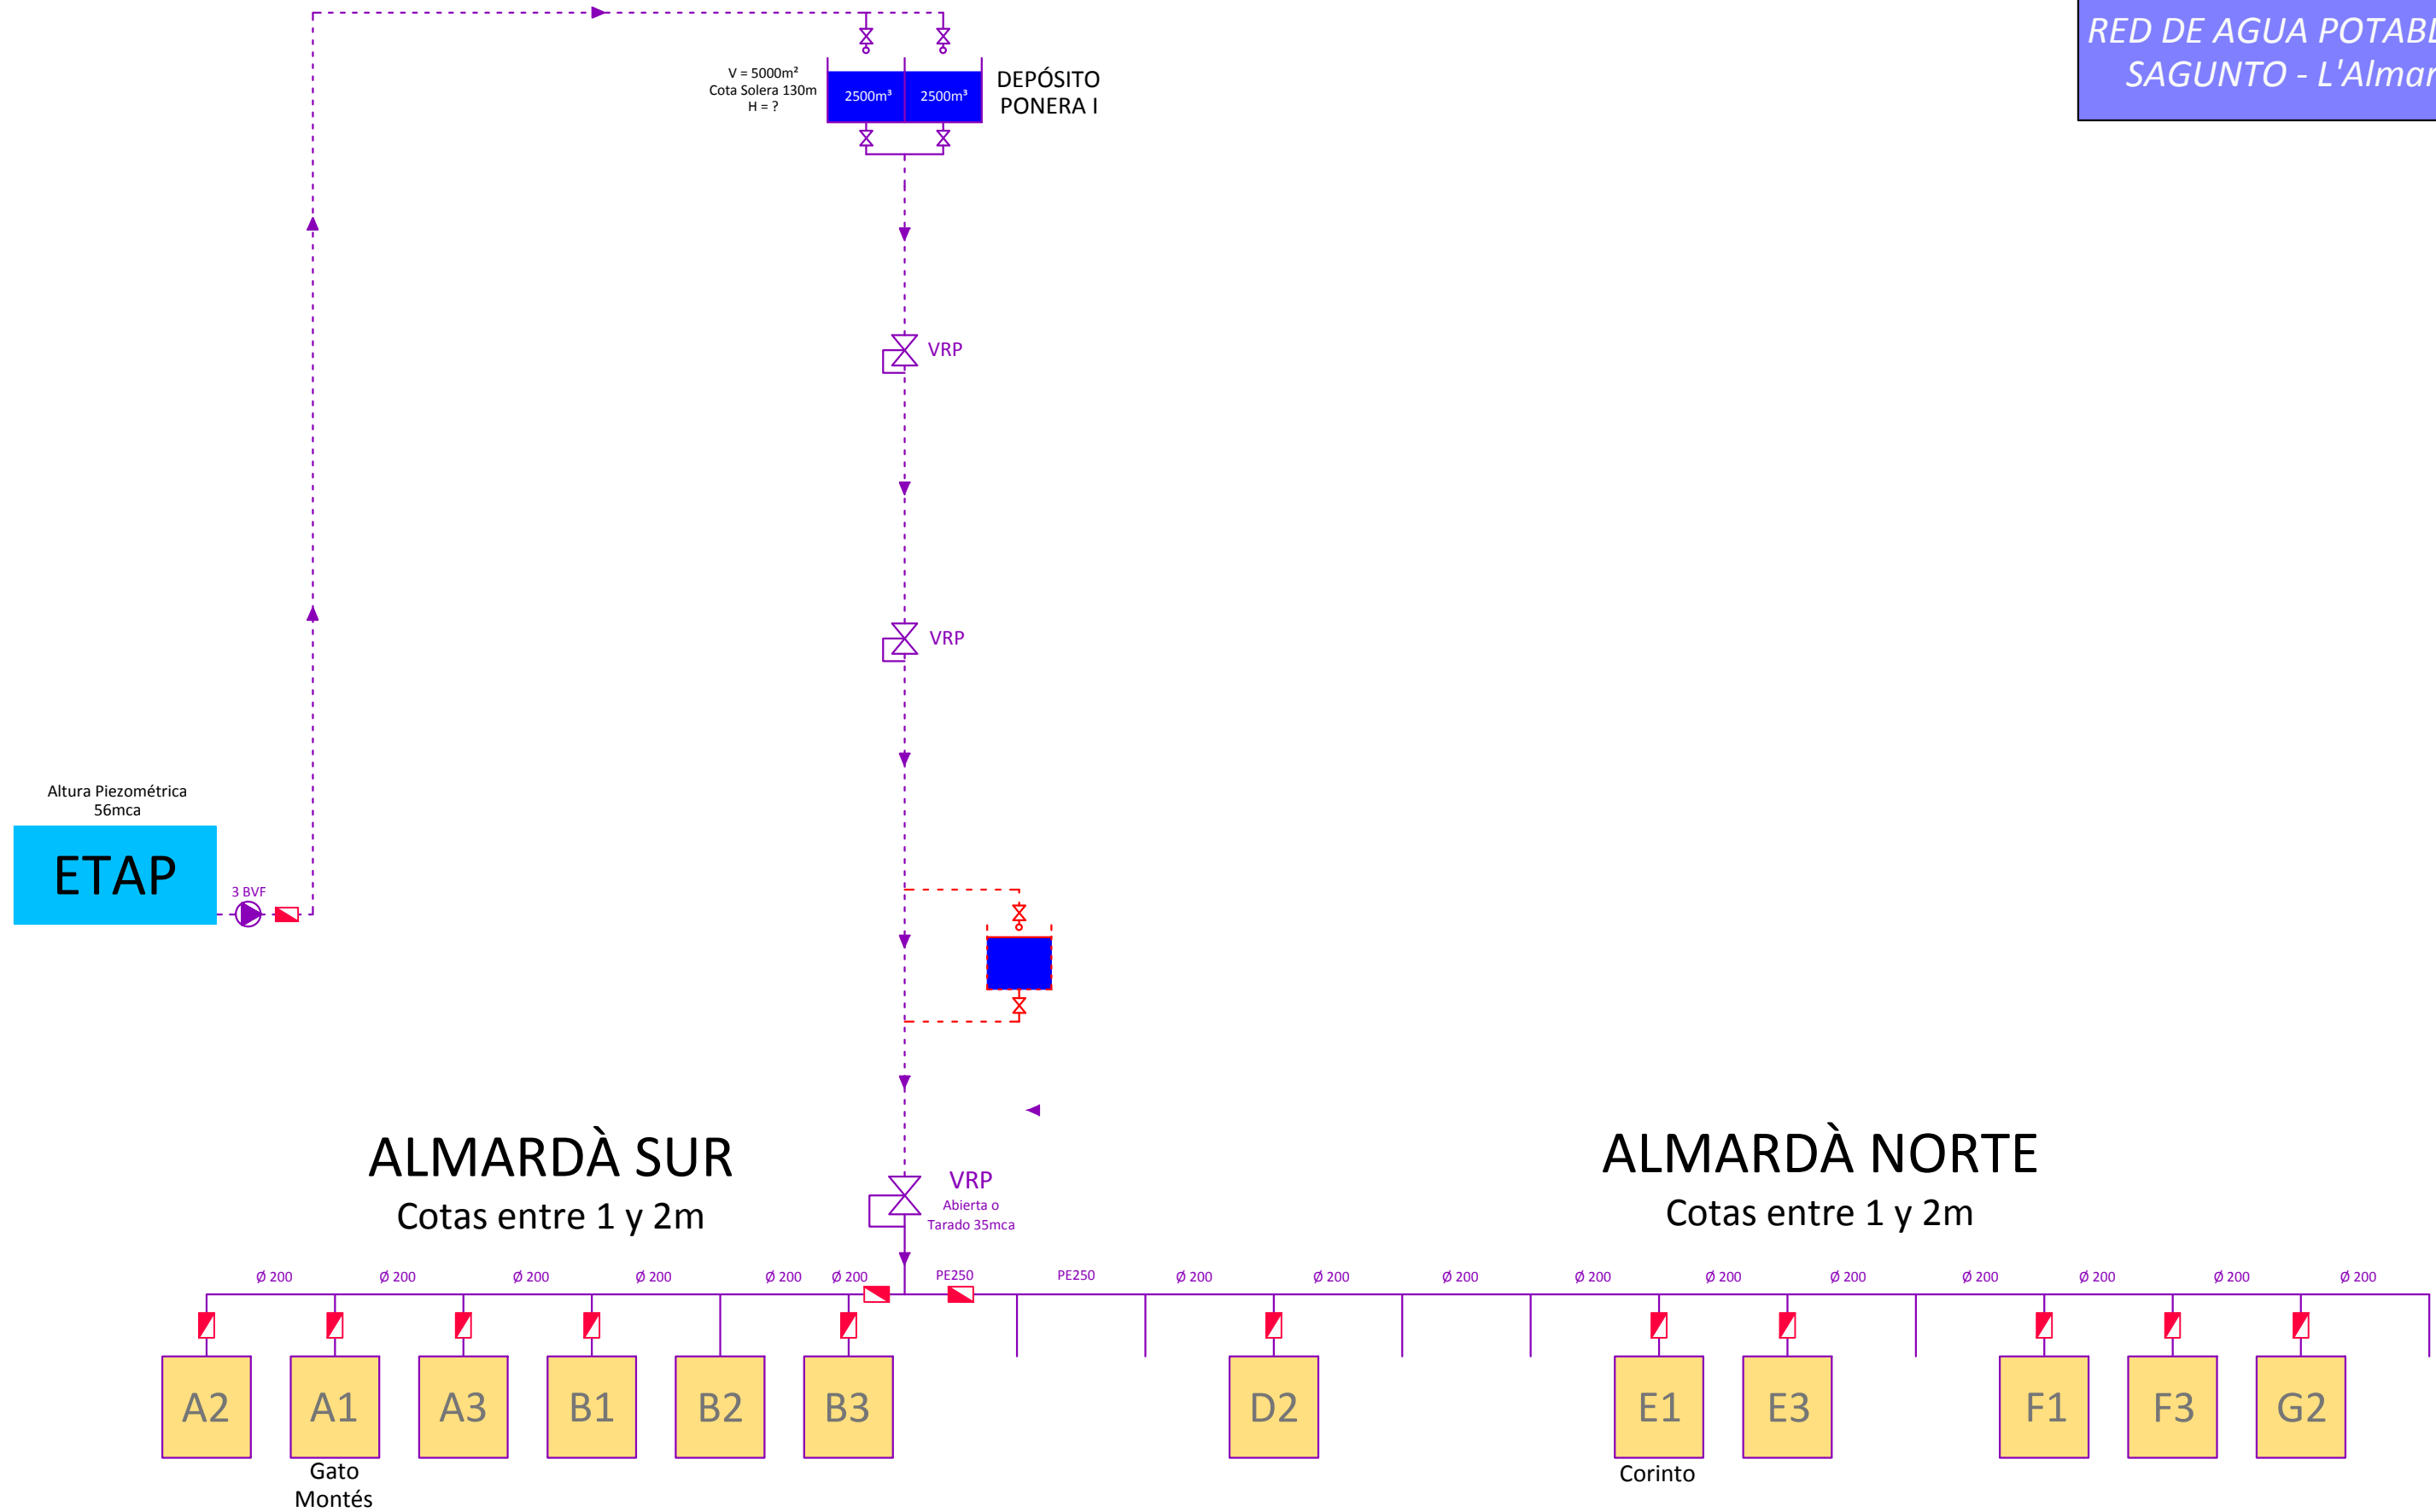 RED DE AGUA POTABL
SAGUNTO - L'Almar
V = 5000m²
Cota Solera 130m
H = ?
2500m³ 2500m³
DEPÓSITO
PONERA I
VRP
VRP
Altura Piezométrica
56mca
ETAP
3 BVF
ALMARDÀ SUR
Cotas entre 1 y 2m
VRP
Abierta o
Tarado 35mca
ALMARDÀ NORTE
Cotas entre 1 y 2m
Ø 200 Ø 200 Ø 200 Ø 200 Ø 200 Ø 200 PE250 PE250 Ø 200 Ø 200 Ø 200 Ø 200 Ø 200 Ø 200 Ø 200 Ø 200 Ø 200 Ø 200
A2 A1 A3 B1 B2 B3 D2 E1 E3 F1 F3 G2
Gato
Montés
Corinto